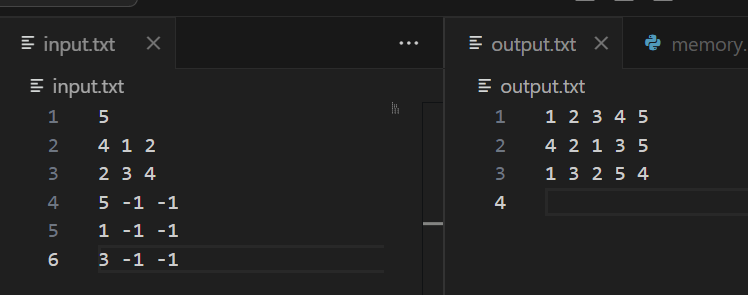 input.txt
input.txt
1 5
2 4 1 2
3 2 3 4
4 5 -1 -1
5 1 -1 -1
6 3 -1 -1
output.txt
memory.
output.txt
1 1 2 3 4 5
2 4 2 1 3 5
3 1 3 2 5 4
4